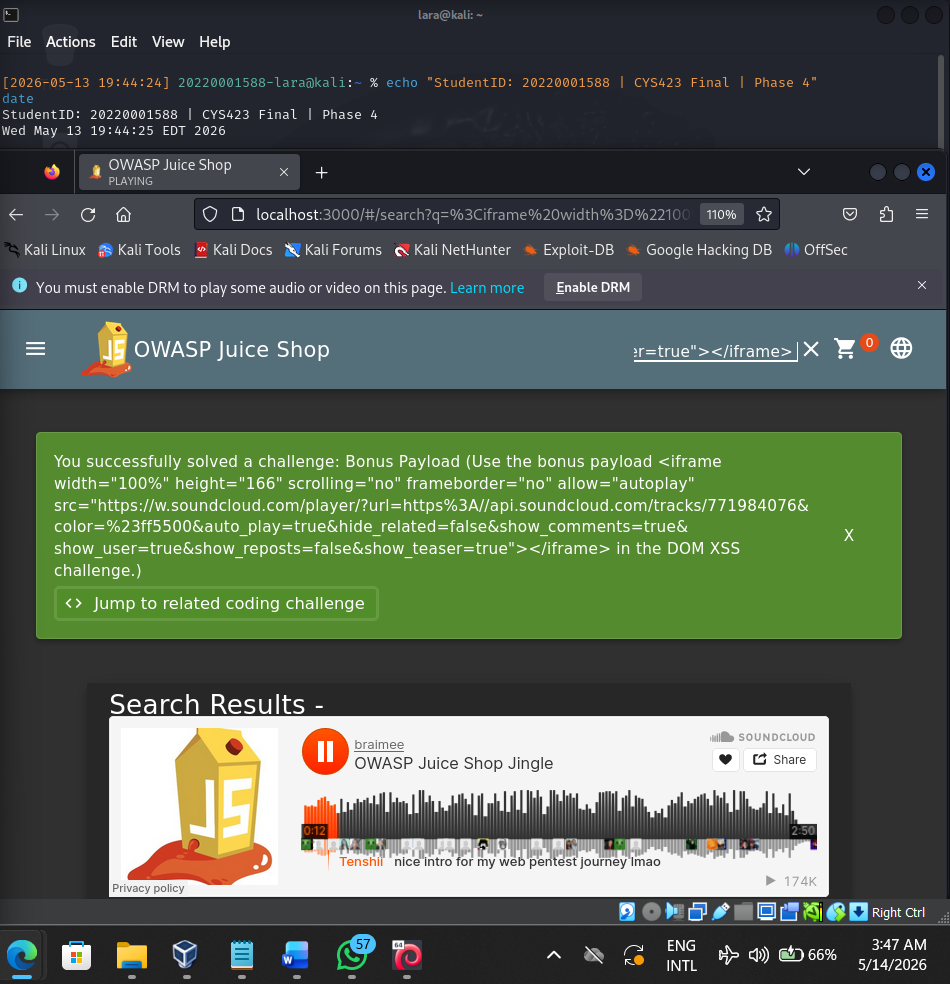 lara@kali: ~
File Actions Edit View Help
[2026-05-13 19:44:24] 20220001588-lara@kali:~ % echo "StudentID: 20220001588 | CYS423 Final | Phase 4"
date
StudentID: 20220001588 | CYS423 Final | Phase 4
Wed May 13 19:44:25 EDT 2026
OWASP Juice Shop
PLAYING
localhost:3000/#/search?q=%3Ciframe%20width%3D%22100
110%
Kali Linux Kali Tools Kali Docs Kali Forums Kali NetHunter Exploit-DB Google Hacking DB OffSec
You must enable DRM to play some audio or video on this page. Learn more Enable DRM
OWASP Juice Shop
er=true"></iframe>
0
You successfully solved a challenge: Bonus Payload (Use the bonus payload <iframe
width="100%" height="166" scrolling="no" frameborder="no" allow="autoplay"
src="https://w.soundcloud.com/player/?url=https%3A//api.soundcloud.com/tracks/771984076&
color=%23ff5500&auto_play=true&hide_related=false&show_comments=true&
show_user=true&show_reposts=false&show_teaser=true"></iframe> in the DOM XSS
challenge.)
X
<> Jump to related coding challenge
Search Results -
JS
braimee
OWASP Juice Shop Jingle
SOUNDCLOUD
Share
0:12
2:50
Tenshii nice intro for my web pentest journey lmao
Privacy policy
174K
Right Ctrl
57
64
ENG
INTL
66%
3:47 AM
5/14/2026